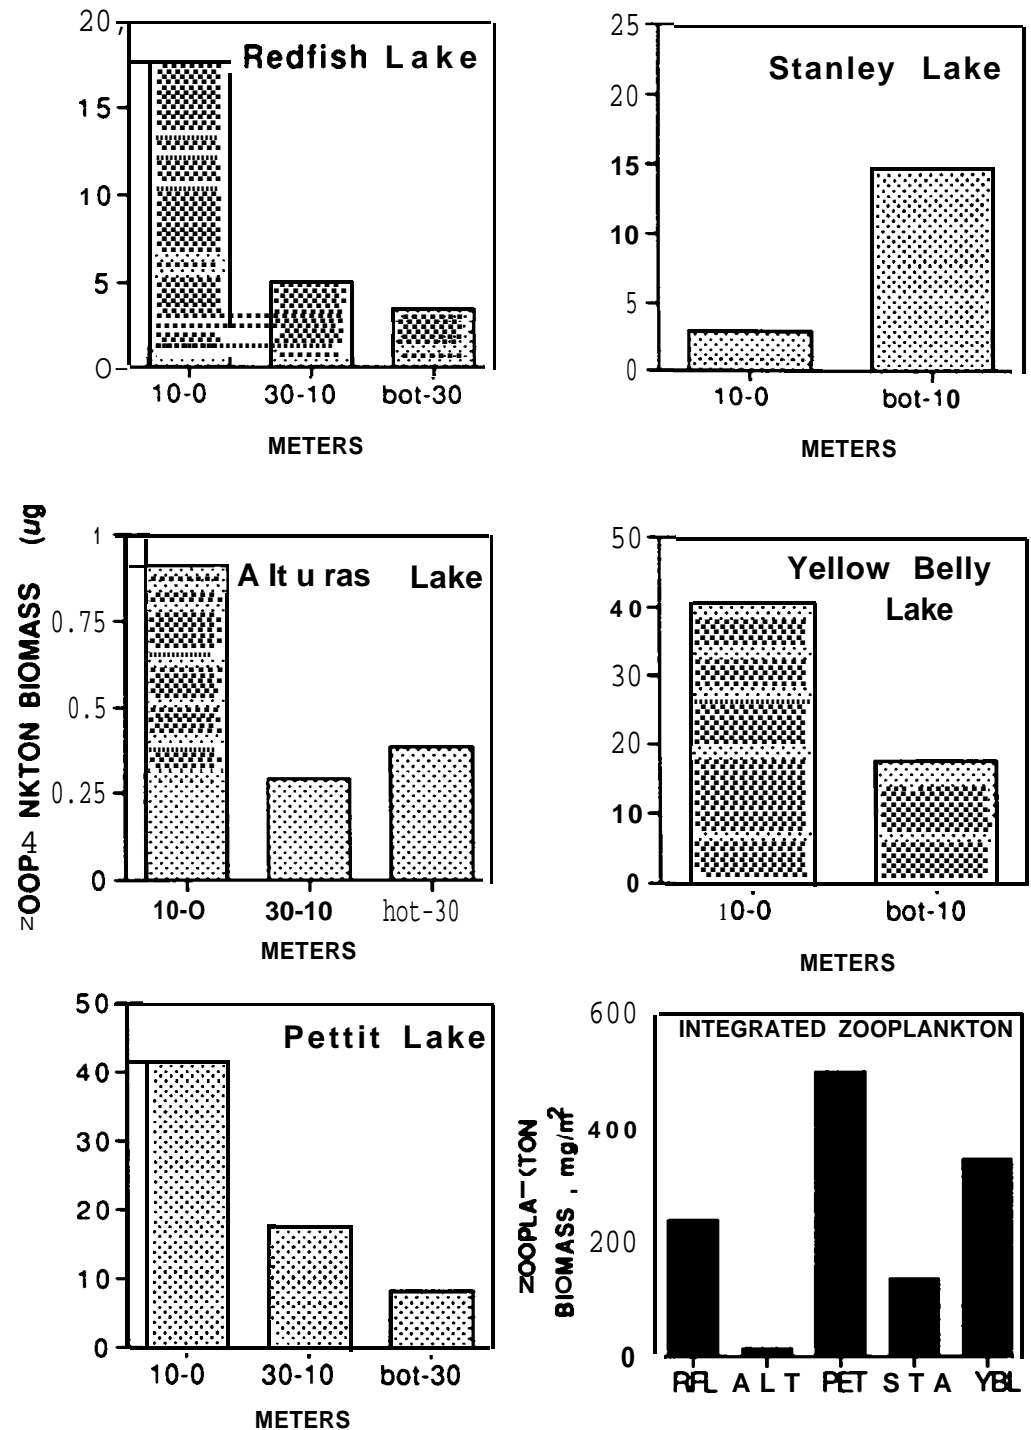 Redfish Lake
20,
15
10
5
0
10-0 30-10 bot-30
METERS
Stanley Lake
25
20
15
10
5
0
10-0 bot-10
METERS
ZOOP4 NKTON BIOMASS (ug
Alturas Lake
1
0.75
0.5
0.25
0
10-0 30-10 hot-30
METERS
Yellow Belly
Lake
50
40
30
20
10
0
10-0 bot-10
METERS
Pettit Lake
50
40
30
20
10
0
10-0 30-10 bot-30
METERS
INTEGRATED ZOOPLANKTON
ZOOPLA—(TON
BIOMASS , mg/m²
600
400
200
0
RFL ALT PET STA YBL